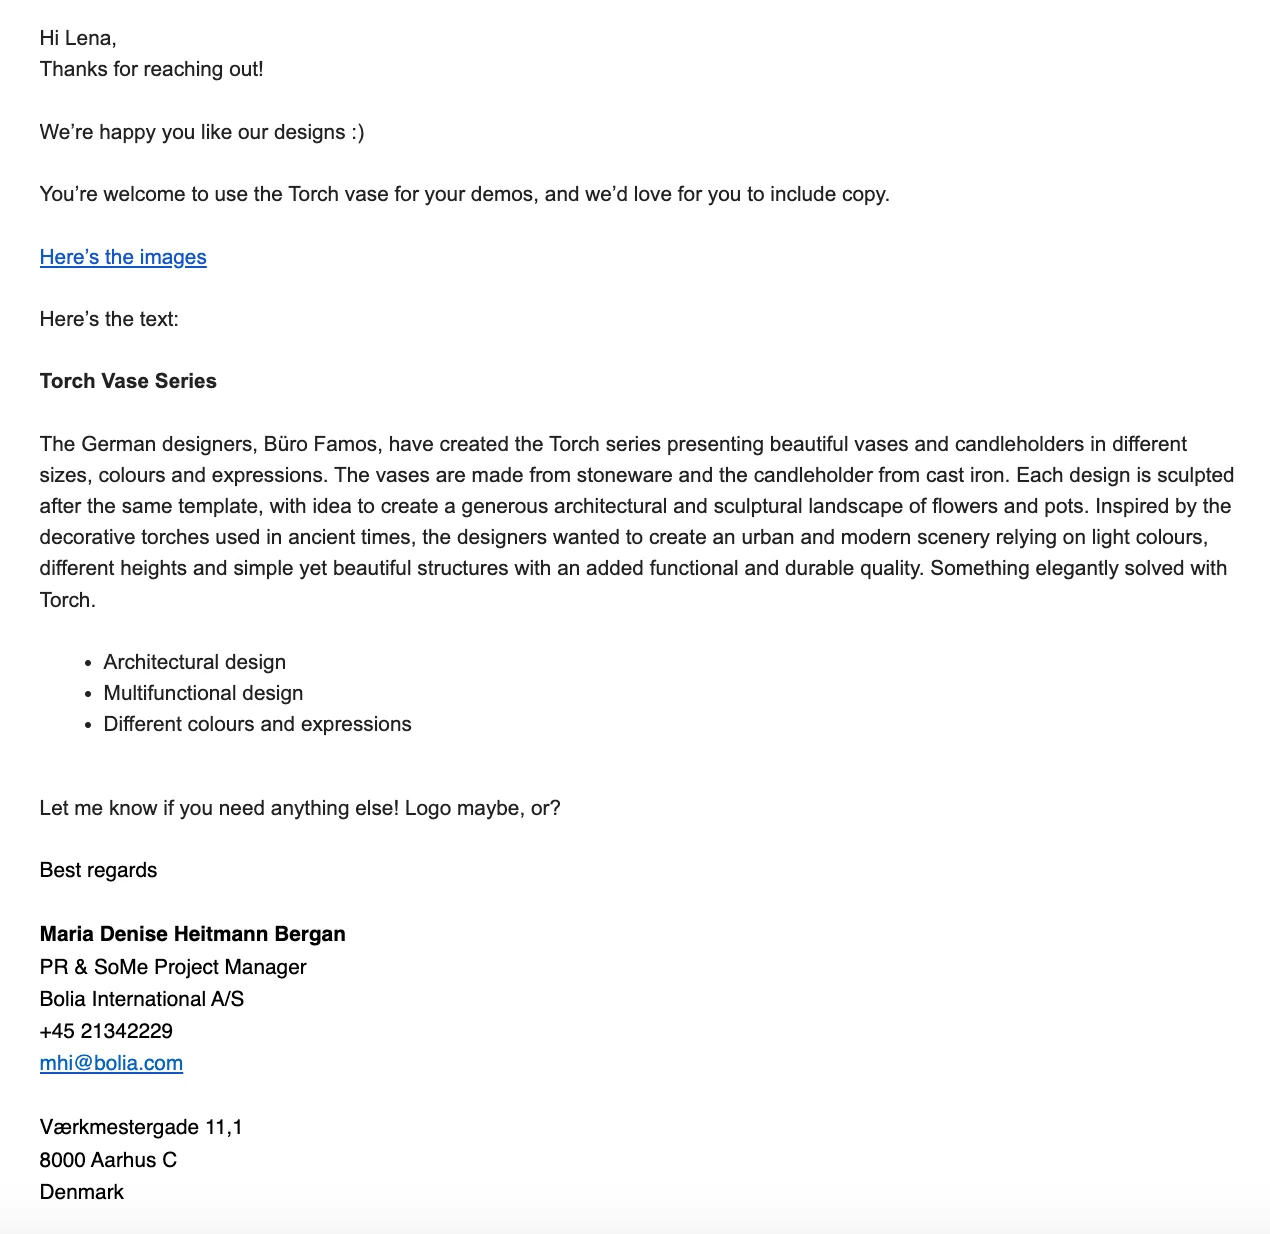 Hi Lena,
Thanks for reaching out!
We’re happy you like our designs :)
You’re welcome to use the Torch vase for your demos, and we’d love for you to include copy.
Here’s the images
Here’s the text:
Torch Vase Series
The German designers, Büro Famos, have created the Torch series presenting beautiful vases and candleholders in different
sizes, colours and expressions. The vases are made from stoneware and the candleholder from cast iron. Each design is sculpted
after the same template, with idea to create a generous architectural and sculptural landscape of flowers and pots. Inspired by the
decorative torches used in ancient times, the designers wanted to create an urban and modern scenery relying on light colours,
different heights and simple yet beautiful structures with an added functional and durable quality. Something elegantly solved with
Torch.
• Architectural design
• Multifunctional design
• Different colours and expressions
Let me know if you need anything else! Logo maybe, or?
Best regards
Maria Denise Heitmann Bergan
PR & SoMe Project Manager
Bolia International A/S
+45 21342229
mhi@bolia.com
Værkmestergade 11,1
8000 Aarhus C
Denmark